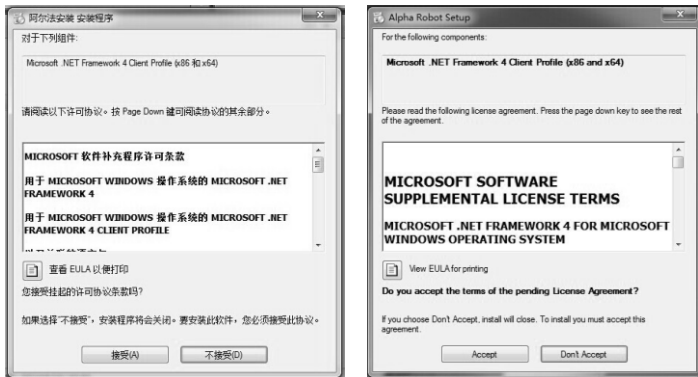 阿尔法安装 安装程序
对于下列组件:
Microsoft .NET Framework 4 Client Profile (x86 和 x64)
请阅读以下许可协议。按 Page Down 键可阅读协议的其余部分。
MICROSOFT 软件补充程序许可条款
用于 MICROSOFT WINDOWS 操作系统的 MICROSOFT .NET
FRAMEWORK 4
用于 MICROSOFT WINDOWS 操作系统的 MICROSOFT .NET
FRAMEWORK 4 CLIENT PROFILE
查看 EULA 以便打印
您接受挂起的许可协议条款吗?
如果选择“不接受”，安装程序将会关闭。要安装此软件，您必须接受此协议。
接受(A)
不接受(D)
Alpha Robot Setup
For the following components:
Microsoft .NET Framework 4 Client Profile (x86 and x64)
Please read the following license agreement. Press the page down key to see the rest
of the agreement.
MICROSOFT SOFTWARE
SUPPLEMENTAL LICENSE TERMS
MICROSOFT .NET FRAMEWORK 4 FOR MICROSOFT
WINDOWS OPERATING SYSTEM
View EULA for printing
Do you accept the terms of the pending License Agreement?
If you choose Don't Accept, install will close. To install you must accept this
agreement.
Accept
Don't Accept